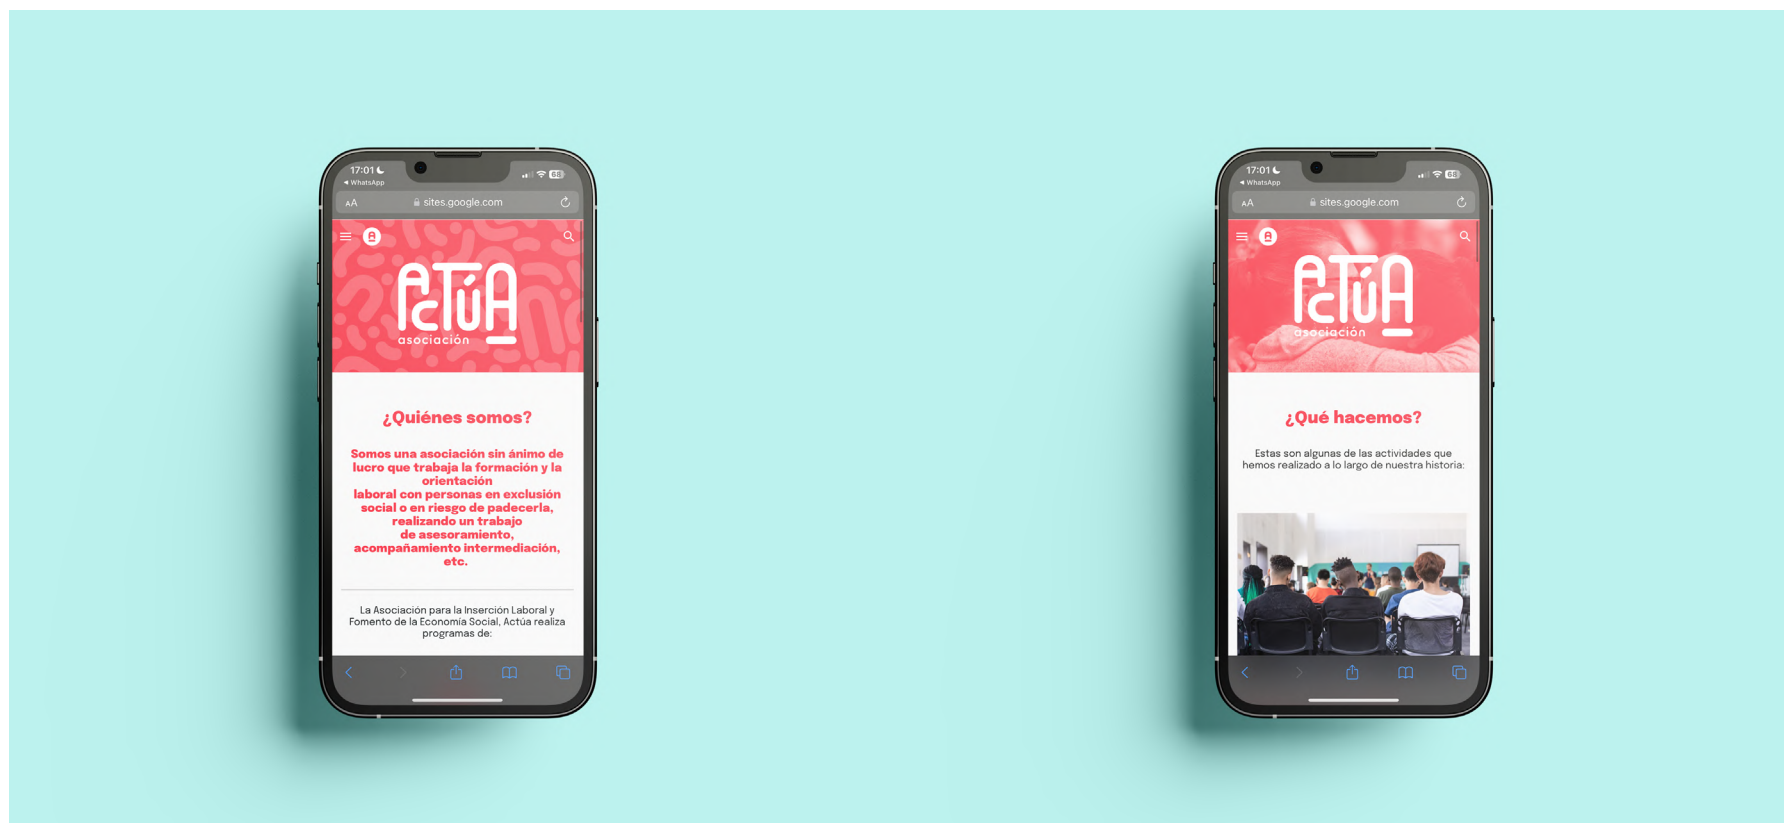 17:01
◀ WhatsApp
68
AA
sites.google.com
ACTÚA
asociación
¿Quiénes somos?
Somos una asociación sin ánimo de
lucro que trabaja la formación y la
orientación
laboral con personas en exclusión
social o en riesgo de padecerla,
realizando un trabajo
de asesoramiento,
acompañamiento intermediación,
etc.
La Asociación para la Inserción Laboral y
Fomento de la Economía Social, Actúa realiza
programas de:
17:01
◀ WhatsApp
68
AA
sites.google.com
ACTÚA
asociación
¿Qué hacemos?
Estas son algunas de las actividades que
hemos realizado a lo largo de nuestra historia: